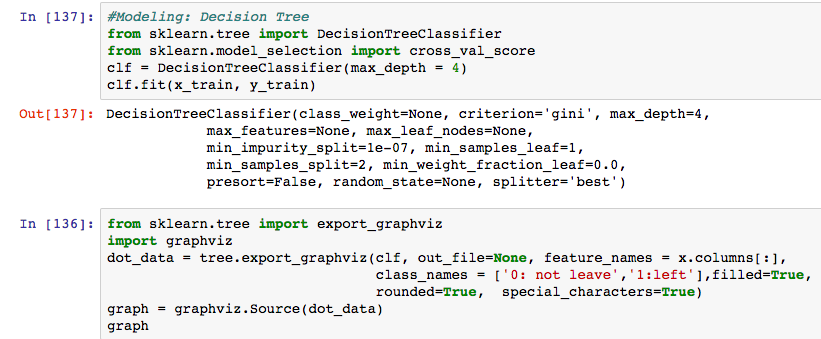 In [137]: #Modeling: Decision Tree
from sklearn.tree import DecisionTreeClassifier
from sklearn.model_selection import cross_val_score
clf = DecisionTreeClassifier(max_depth = 4)
clf.fit(x_train, y_train)
Out[137]: DecisionTreeClassifier(class_weight=None, criterion='gini', max_depth=4,
max_features=None, max_leaf_nodes=None,
min_impurity_split=1e-07, min_samples_leaf=1,
min_samples_split=2, min_weight_fraction_leaf=0.0,
presort=False, random_state=None, splitter='best')
In [136]: from sklearn.tree import export_graphviz
import graphviz
dot_data = tree.export_graphviz(clf, out_file=None, feature_names = x.columns[:],
class_names = ['0: not leave','1:left'],filled=True,
rounded=True,  special_characters=True)
graph = graphviz.Source(dot_data)
graph